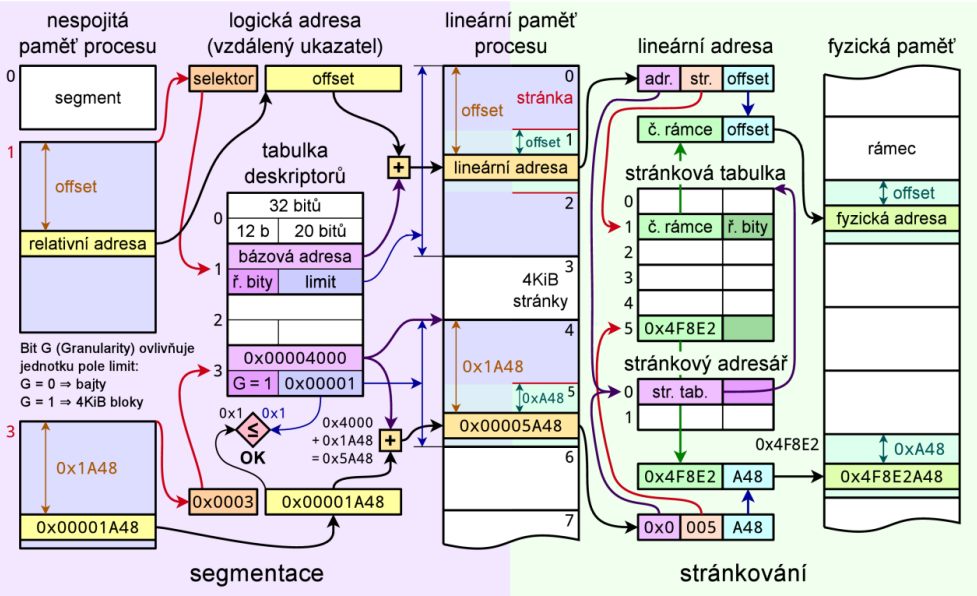 nespojitá
paměť procesu
0
segment
1
offset
relativní adresa
Bit G (Granularity) ovlivňuje
jednotku pole limit:
G = 0 ⇒ bajty
G = 1 ⇒ 4KiB bloky
3
0x1A48
0x00001A48
logická adresa
(vzdálený ukazatel)
selektor
offset
tabulka
deskriptorů
0
32 bitů
12 b
20 bitů
1
bázová adresa
ř. bity
limit
2
3
0x00004000
G = 1
0x00001
0x1
0x1
≤
OK
0x4000
+ 0x1A48
= 0x5A48
+
+
0x0003
0x00001A48
segmentace
lineární paměť
procesu
0
stránka
offset
offset
1
lineární adresa
2
3
4KiB
stránky
4
0x1A48
5
0xA48
0x00005A48
6
7
lineární adresa
adr.
str.
offset
č. rámce
offset
stránková tabulka
0
1
č. rámce
ř. bity
2
3
4
5
0x4F8E2
stránkový adresář
0
str. tab.
1
0x4F8E2
0x4F8E2
A48
0x0
005
A48
stránkování
fyzická paměť
rámec
offset
fyzická adresa
0xA48
0x4F8E2A48